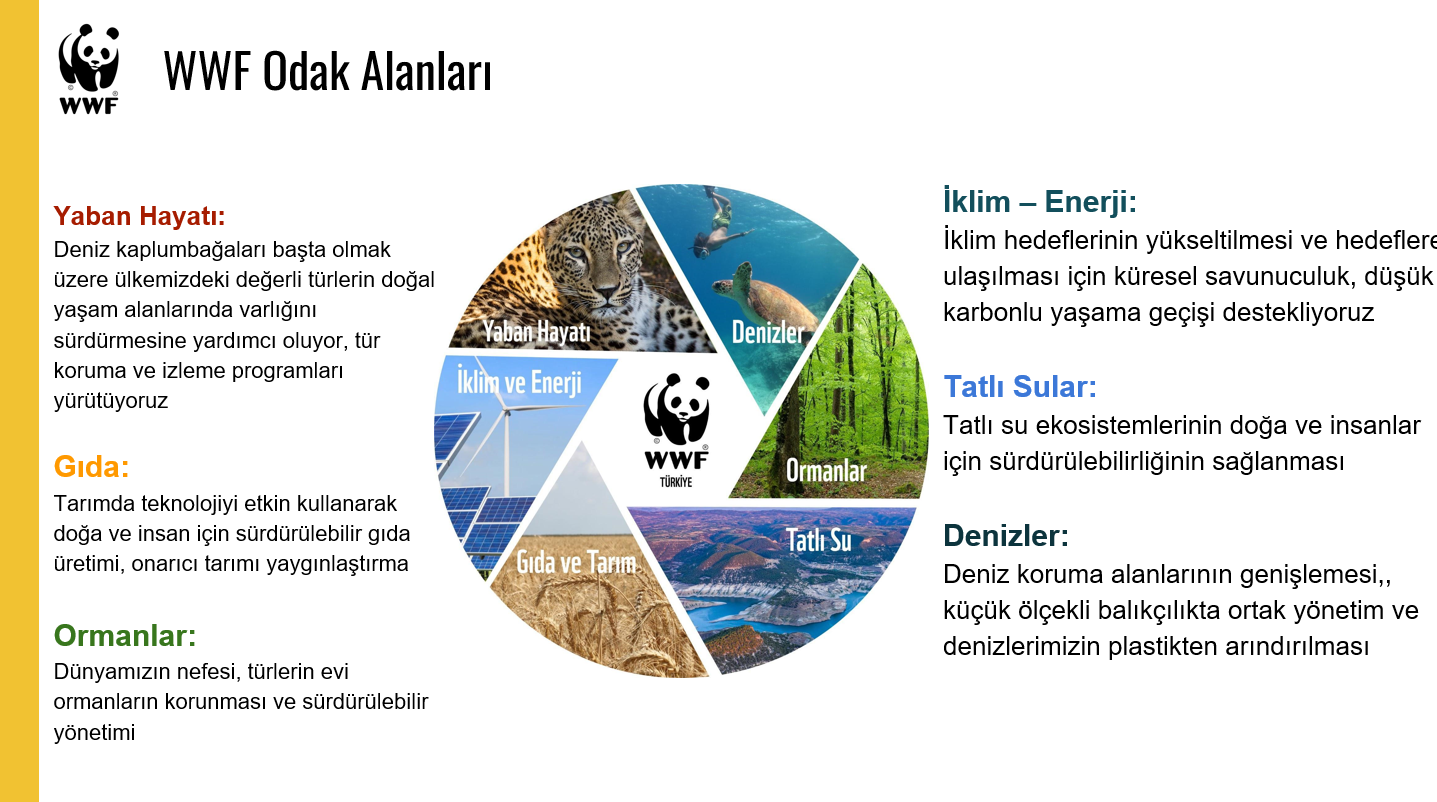 WWF
WWF Odak Alanları
Yaban Hayatı:
Deniz kaplumbağaları başta olmak
üzere ülkemizdeki değerli türlerin doğal
yaşam alanlarında varlığını
sürdürmesine yardımcı oluyor, tür
koruma ve izleme programları
yürütüyoruz
Gıda:
Tarımda teknolojiyi etkin kullanarak
doğa ve insan için sürdürülebilir gıda
üretimi, onarıcı tarımı yaygınlaştırma
Ormanlar:
Dünyamızın nefesi, türlerin evi
ormanların korunması ve sürdürülebilir
yönetimi
Yaban Hayatı
Denizler
İklim ve Enerji
WWF
TÜRKİYE
Ormanlar
Gıda ve Tarım
Tatlı Su
İklim – Enerji:
İklim hedeflerinin yükseltilmesi ve hedeflere
ulaşılması için küresel savunuculuk, düşük
karbonlu yaşama geçişi destekliyoruz
Tatlı Sular:
Tatlı su ekosistemlerinin doğa ve insanlar
için sürdürülebilirliğinin sağlanması
Denizler:
Deniz koruma alanlarının genişlemesi,,
küçük ölçekli balıkçılıkta ortak yönetim ve
denizlerimizin plastikten arındırılması